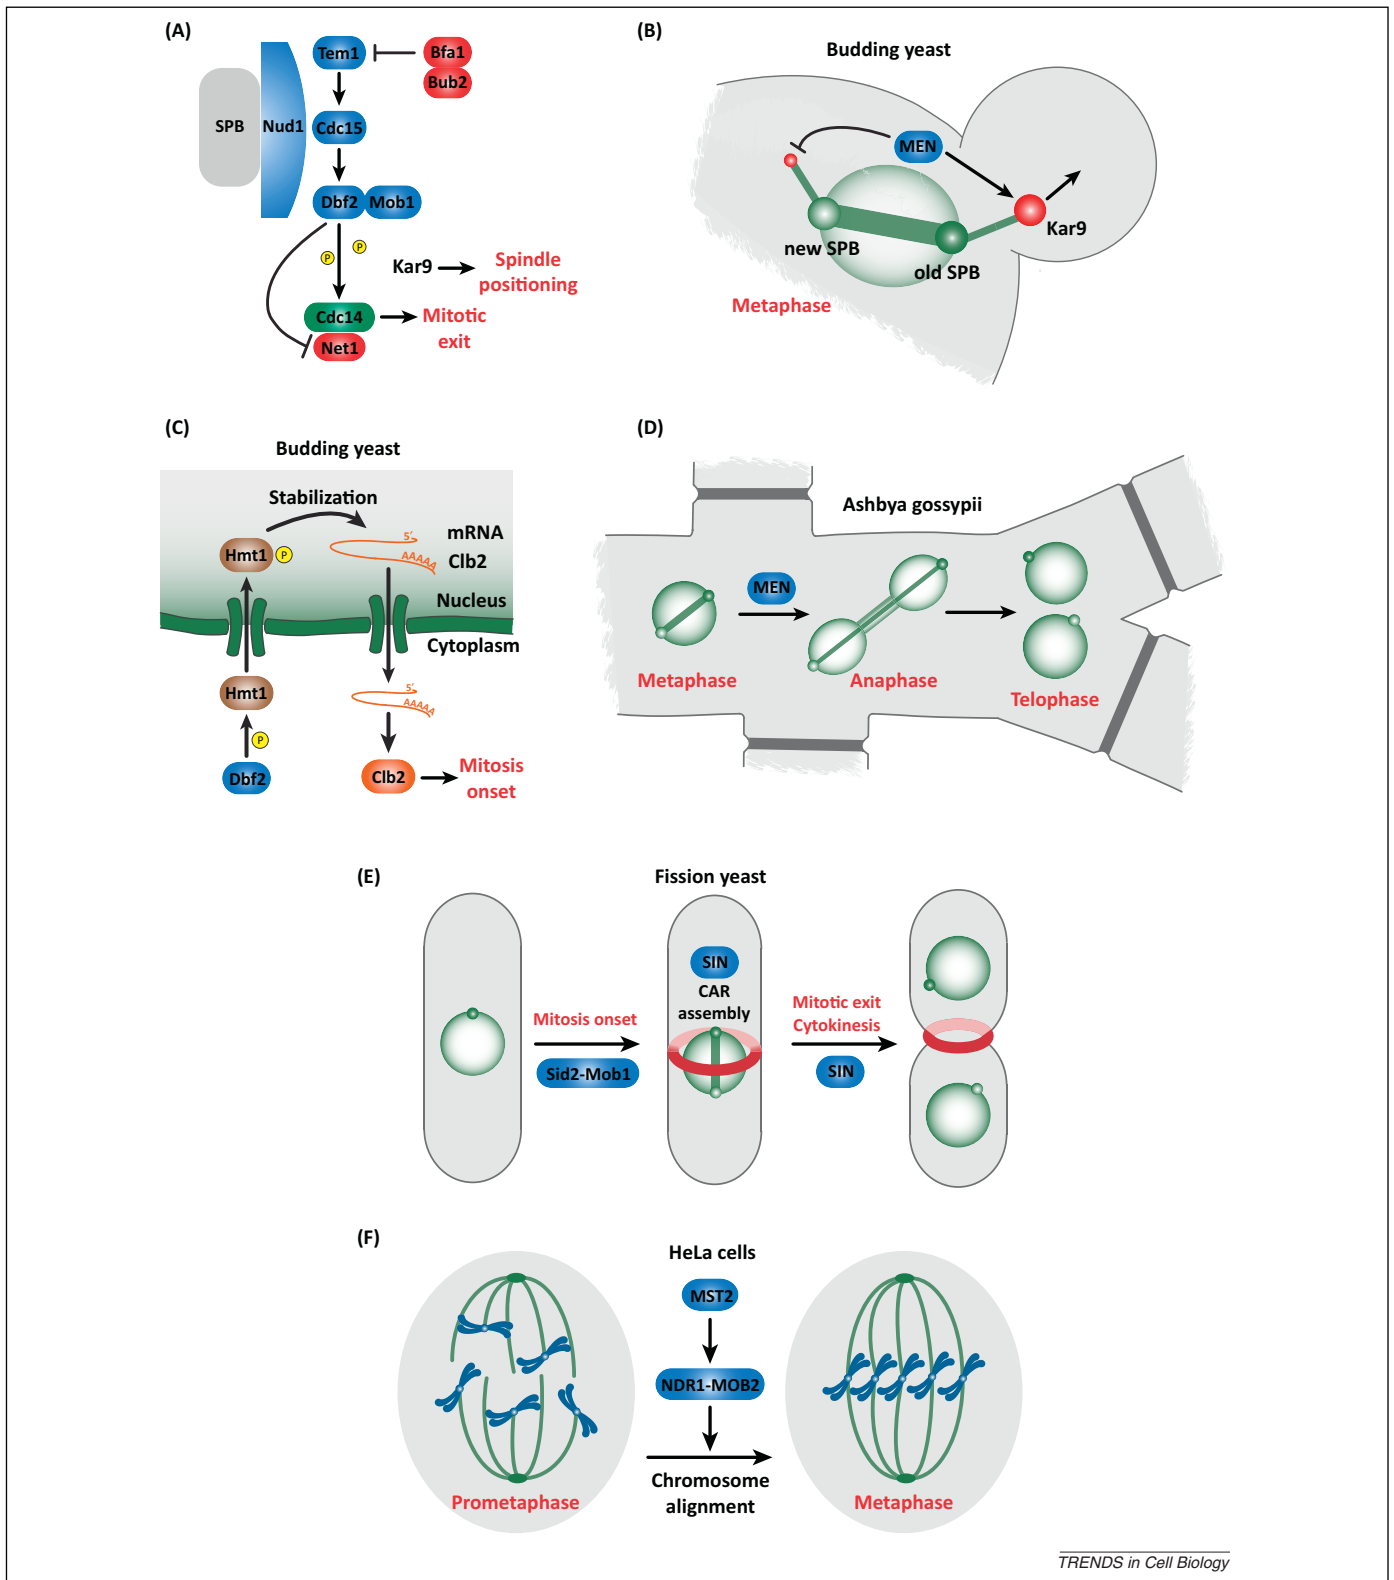 (A)
Tem1
Bfa1
Bub2
SPB
Nud1
Cdc15
Dbf2
Mob1
P
P
Kar9
Spindle
positioning
Cdc14
Mitotic
exit
Net1
(B)
Budding yeast
MEN
Kar9
new SPB
old SPB
Metaphase
(C)
Budding yeast
Stabilization
5′
mRNA
Hmt1
P
AAAAA
Clb2
Nucleus
Cytoplasm
Hmt1
5′
AAAAA
P
Dbf2
Clb2
Mitosis
onset
(D)
Ashbya gossypii
MEN
Metaphase
Anaphase
Telophase
(E)
Fission yeast
SIN
CAR
assembly
Mitosis onset
Sid2-Mob1
Mitotic exit
Cytokinesis
SIN
(F)
HeLa cells
MST2
NDR1-MOB2
Chromosome
alignment
Prometaphase
Metaphase
TRENDS in Cell Biology